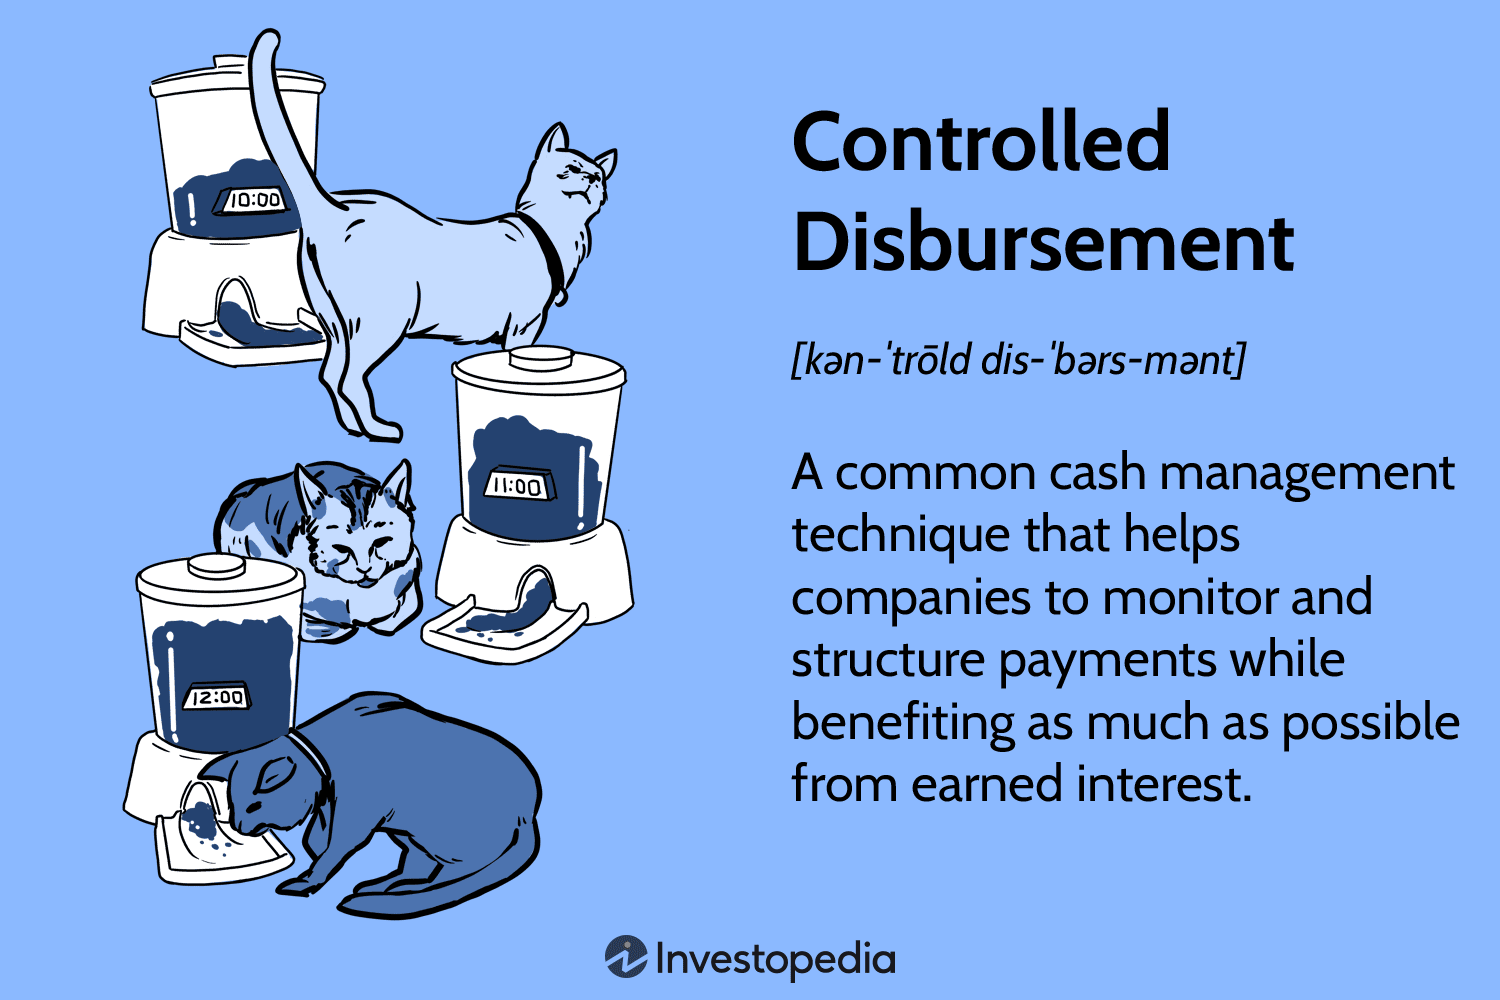 10:00
11:00
12:00
Controlled
Disbursement
[kən-ˈtrōld dis-ˈbərs-mənt]
A common cash management
technique that helps
companies to monitor and
structure payments while
benefiting as much as possible
from earned interest.
Investopedia